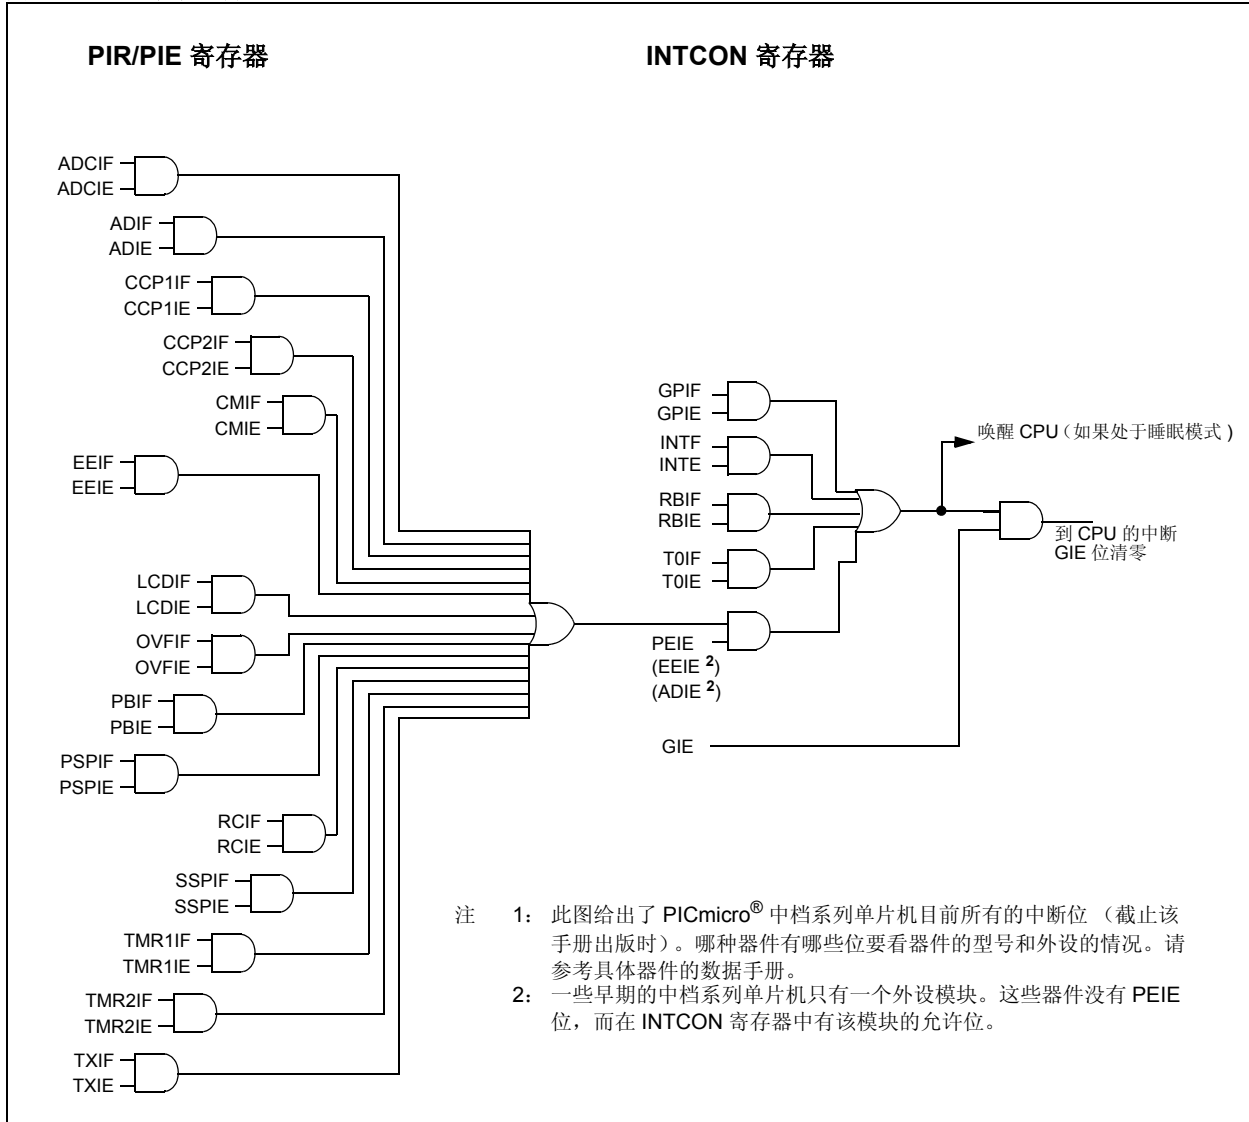 PIR/PIE 寄存器
INTCON 寄存器
ADCIF
ADCIE
ADIF
ADIE
CCP1IF
CCP1IE
CCP2IF
CCP2IE
CMIF
CMIE
EEIF
EEIE
LCDIF
LCDIE
OVFIF
OVFIE
PBIF
PBIE
PSPIF
PSPIE
RCIF
RCIE
SSPIF
SSPIE
TMR1IF
TMR1IE
TMR2IF
TMR2IE
TXIF
TXIE
GPIF
GPIE
INTF
INTE
RBIF
RBIE
T0IF
T0IE
PEIE
(EEIE 2)
(ADIE 2)
GIE
唤醒 CPU（如果处于睡眠模式 )
到 CPU 的中断
GIE 位清零
注 1： 此图给出了 PICmicro® 中档系列单片机目前所有的中断位 （截止该
手册出版时）。哪种器件有哪些位要看器件的型号和外设的情况。请
参考具体器件的数据手册。
2： 一些早期的中档系列单片机只有一个外设模块。这些器件没有 PEIE
位，而在 INTCON 寄存器中有该模块的允许位。